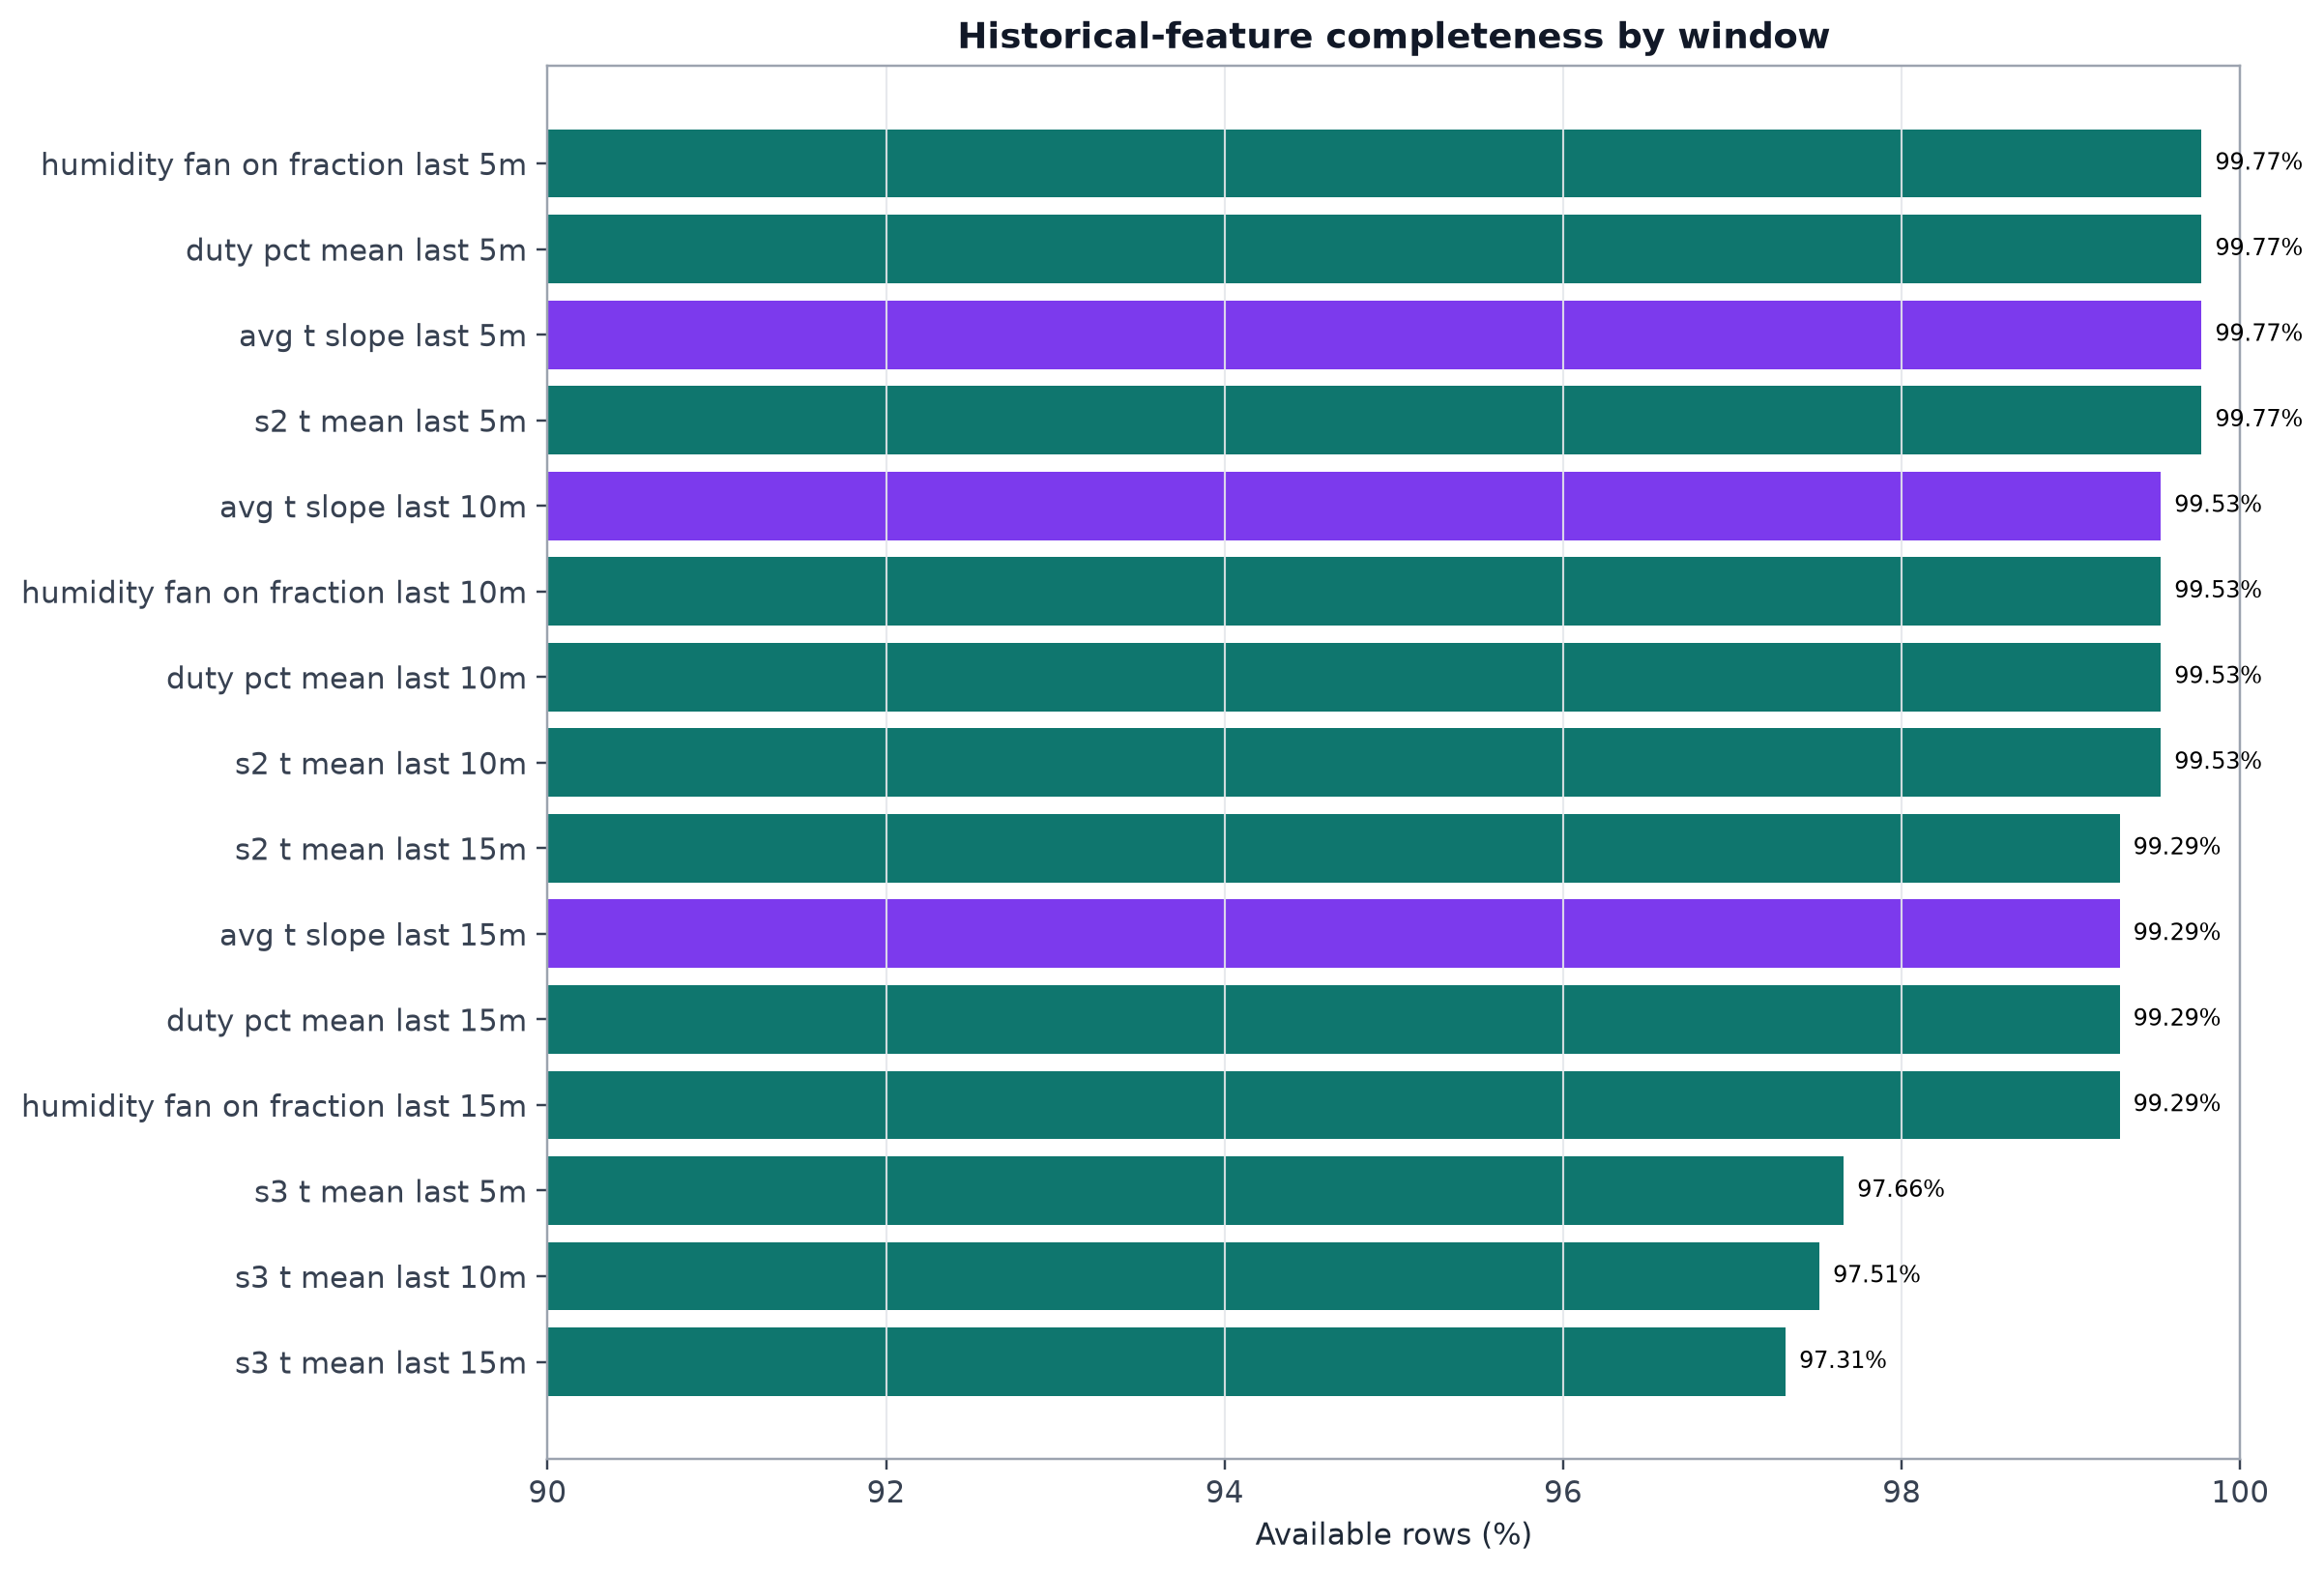 Historical-feature completeness by window
humidity fan on fraction last 5m 99.77%
duty pct mean last 5m 99.77%
avg t slope last 5m 99.77%
s2 t mean last 5m 99.77%
avg t slope last 10m 99.53%
humidity fan on fraction last 10m 99.53%
duty pct mean last 10m 99.53%
s2 t mean last 10m 99.53%
s2 t mean last 15m 99.29%
avg t slope last 15m 99.29%
duty pct mean last 15m 99.29%
humidity fan on fraction last 15m 99.29%
s3 t mean last 5m 97.66%
s3 t mean last 10m 97.51%
s3 t mean last 15m 97.31%
90 92 94 96 98 100
Available rows (%)